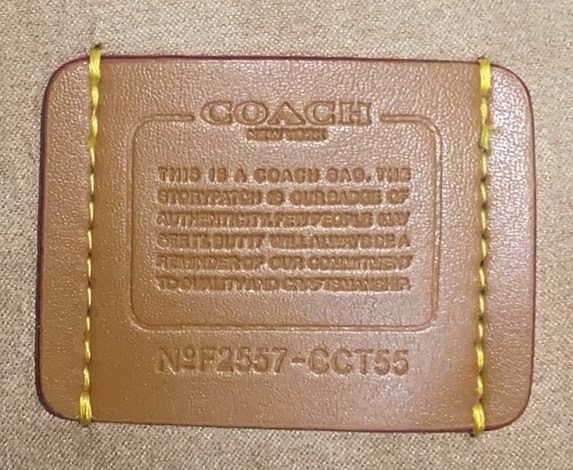 COACH
NEW YORK
THIS IS A COACH BAG. THE
STORYPATCH IS OUR BADGE OF
AUTHENTICITY. FEW PEOPLE MAY
SEE IT, BUT IT WILL ALWAYS BE A
REMINDER OF OUR COMMITMENT
TO QUALITY AND CRAFTSMANSHIP.
NºF2557-CCT55